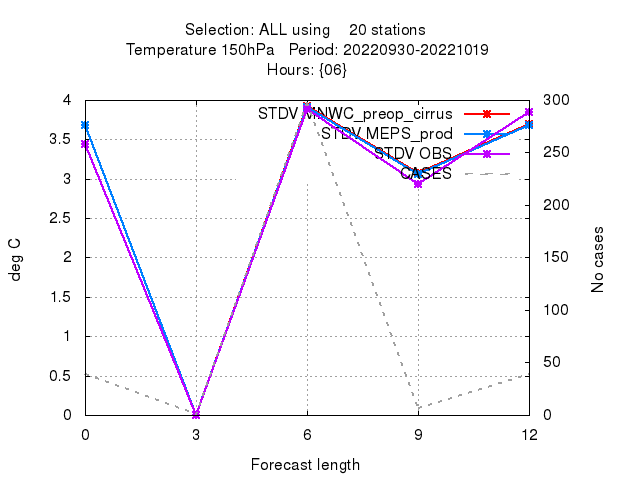 Selection: ALL using 20 stations
Temperature 150hPa Period: 20220930-20221019
Hours: {06}
4
3.5
3
2.5
2
1.5
1
0.5
0
300
250
200
150
100
50
0
0 3 6 9 12
deg C
No cases
Forecast length
STDV MNWC_preop_cirrus
STDV MEPS_prod
STDV OBS
CASES